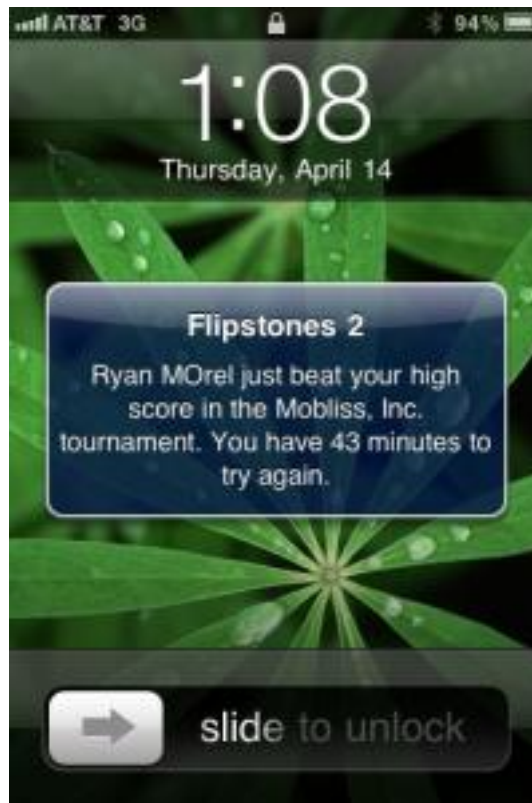 AT&T 3G 94%
1:08
Thursday, April 14
Flipstones 2
Ryan MOrel just beat your high
score in the Mobliss, Inc.
tournament. You have 43 minutes to
try again.
slide to unlock